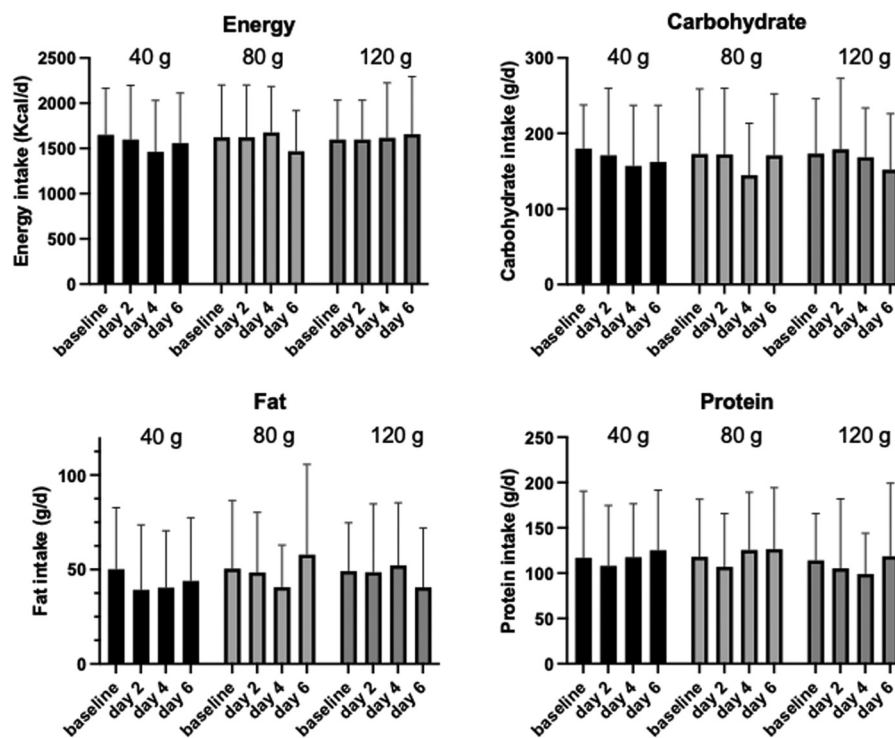 Energy
40 g 80 g 120 g
Energy intake (Kcal/d)
2500
2000
1500
1000
500
0
baseline day 2 day 4 day 6 baseline day 2 day 4 day 6 baseline day 2 day 4 day 6
Carbohydrate
40 g 80 g 120 g
Carbohydrate intake (g/d)
300
200
100
0
baseline day 2 day 4 day 6 baseline day 2 day 4 day 6 baseline day 2 day 4 day 6
Fat
40 g 80 g 120 g
Fat intake (g/d)
100
50
0
baseline day 2 day 4 day 6 baseline day 2 day 4 day 6 baseline day 2 day 4 day 6
Protein
40 g 80 g 120 g
Protein intake (g/d)
250
200
150
100
50
0
baseline day 2 day 4 day 6 baseline day 2 day 4 day 6 baseline day 2 day 4 day 6